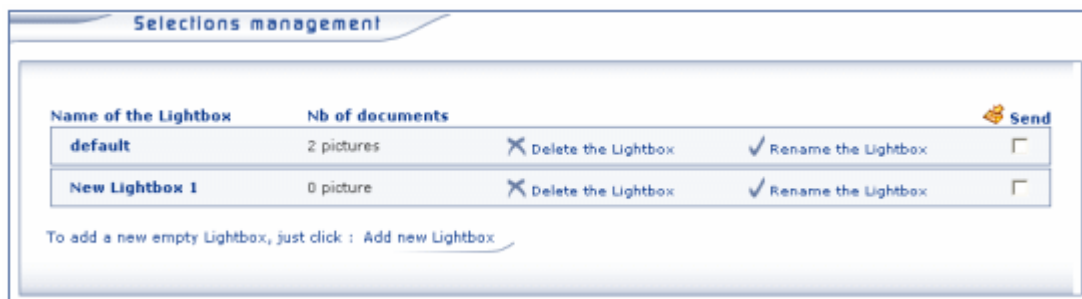 Selections management
Name of the Lightbox Nb of documents Send
default 2 pictures Delete the Lightbox Rename the Lightbox
New Lightbox 1 0 picture Delete the Lightbox Rename the Lightbox
To add a new empty Lightbox, just click : Add new Lightbox